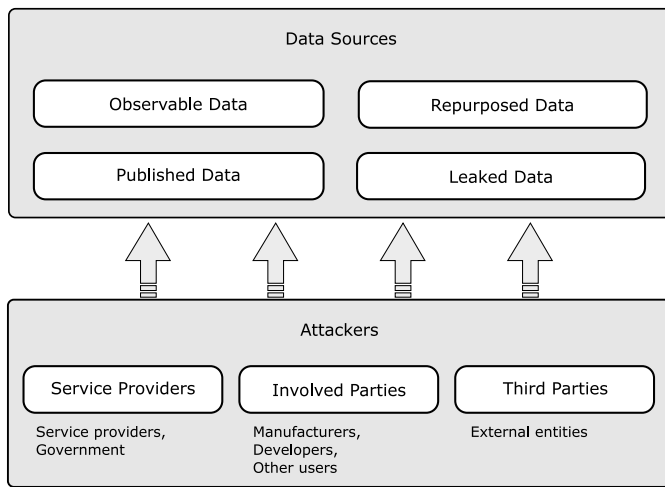 Data Sources
Observable Data
Repurposed Data
Published Data
Leaked Data
Attackers
Service Providers
Involved Parties
Third Parties
Service providers,
Government
Manufacturers,
Developers,
Other users
External entities